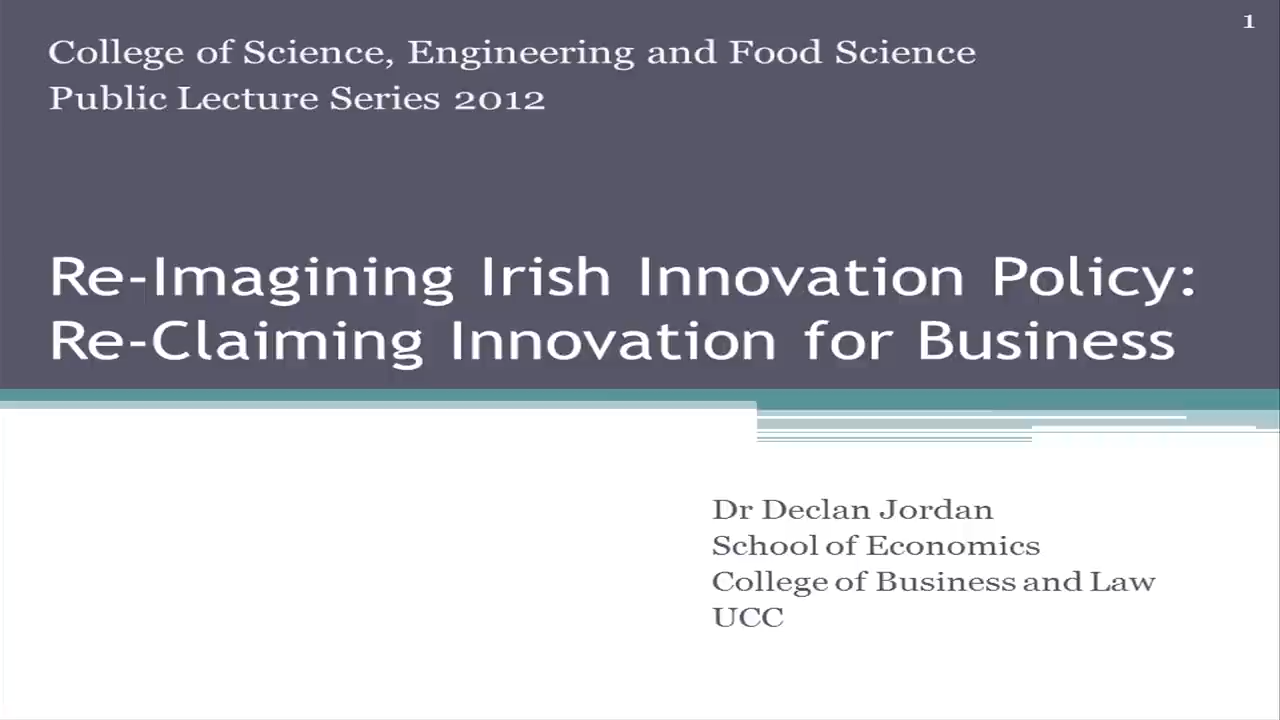 1
College of Science, Engineering and Food Science
Public Lecture Series 2012
Re-Imagining Irish Innovation Policy:
Re-Claiming Innovation for Business
Dr Declan Jordan
School of Economics
College of Business and Law
UCC